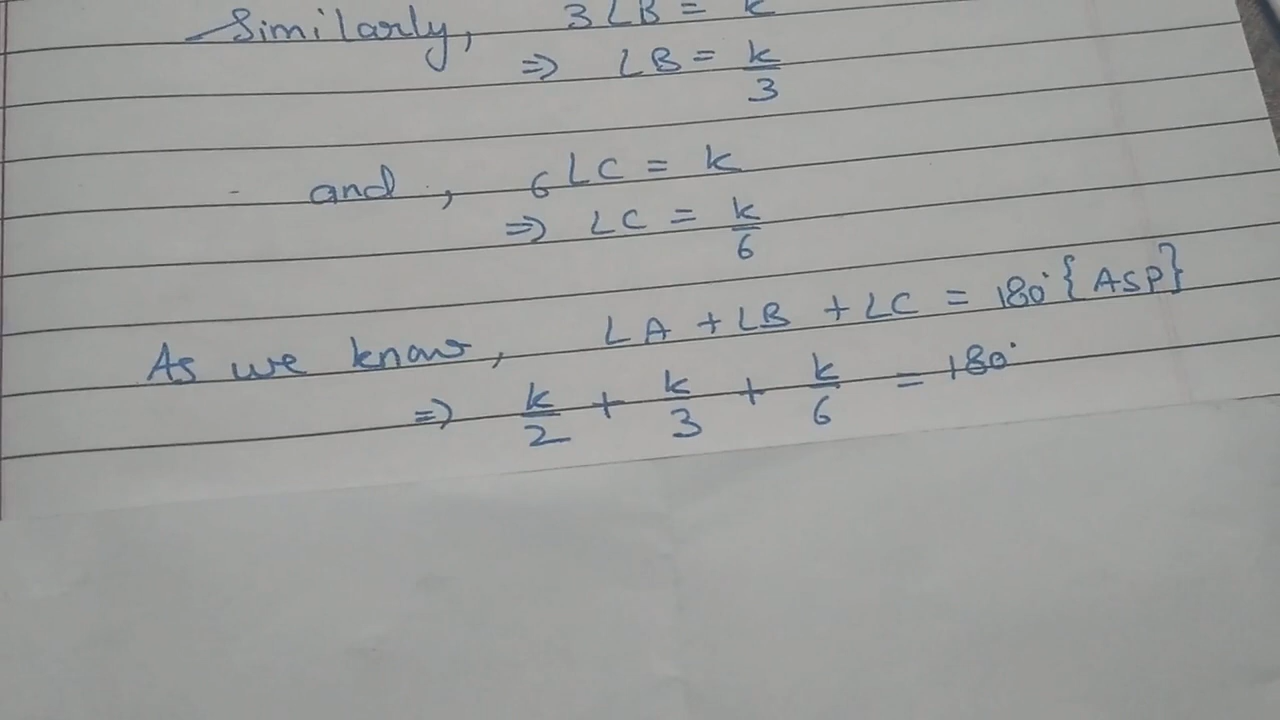 Similarly, 3∠B = k
⇒ ∠B = k/3
and, 6∠C = k
⇒ ∠C = k/6
As we know, ∠A + ∠B + ∠C = 180° {ASP}
⇒ k/2 + k/3 + k/6 = 180°